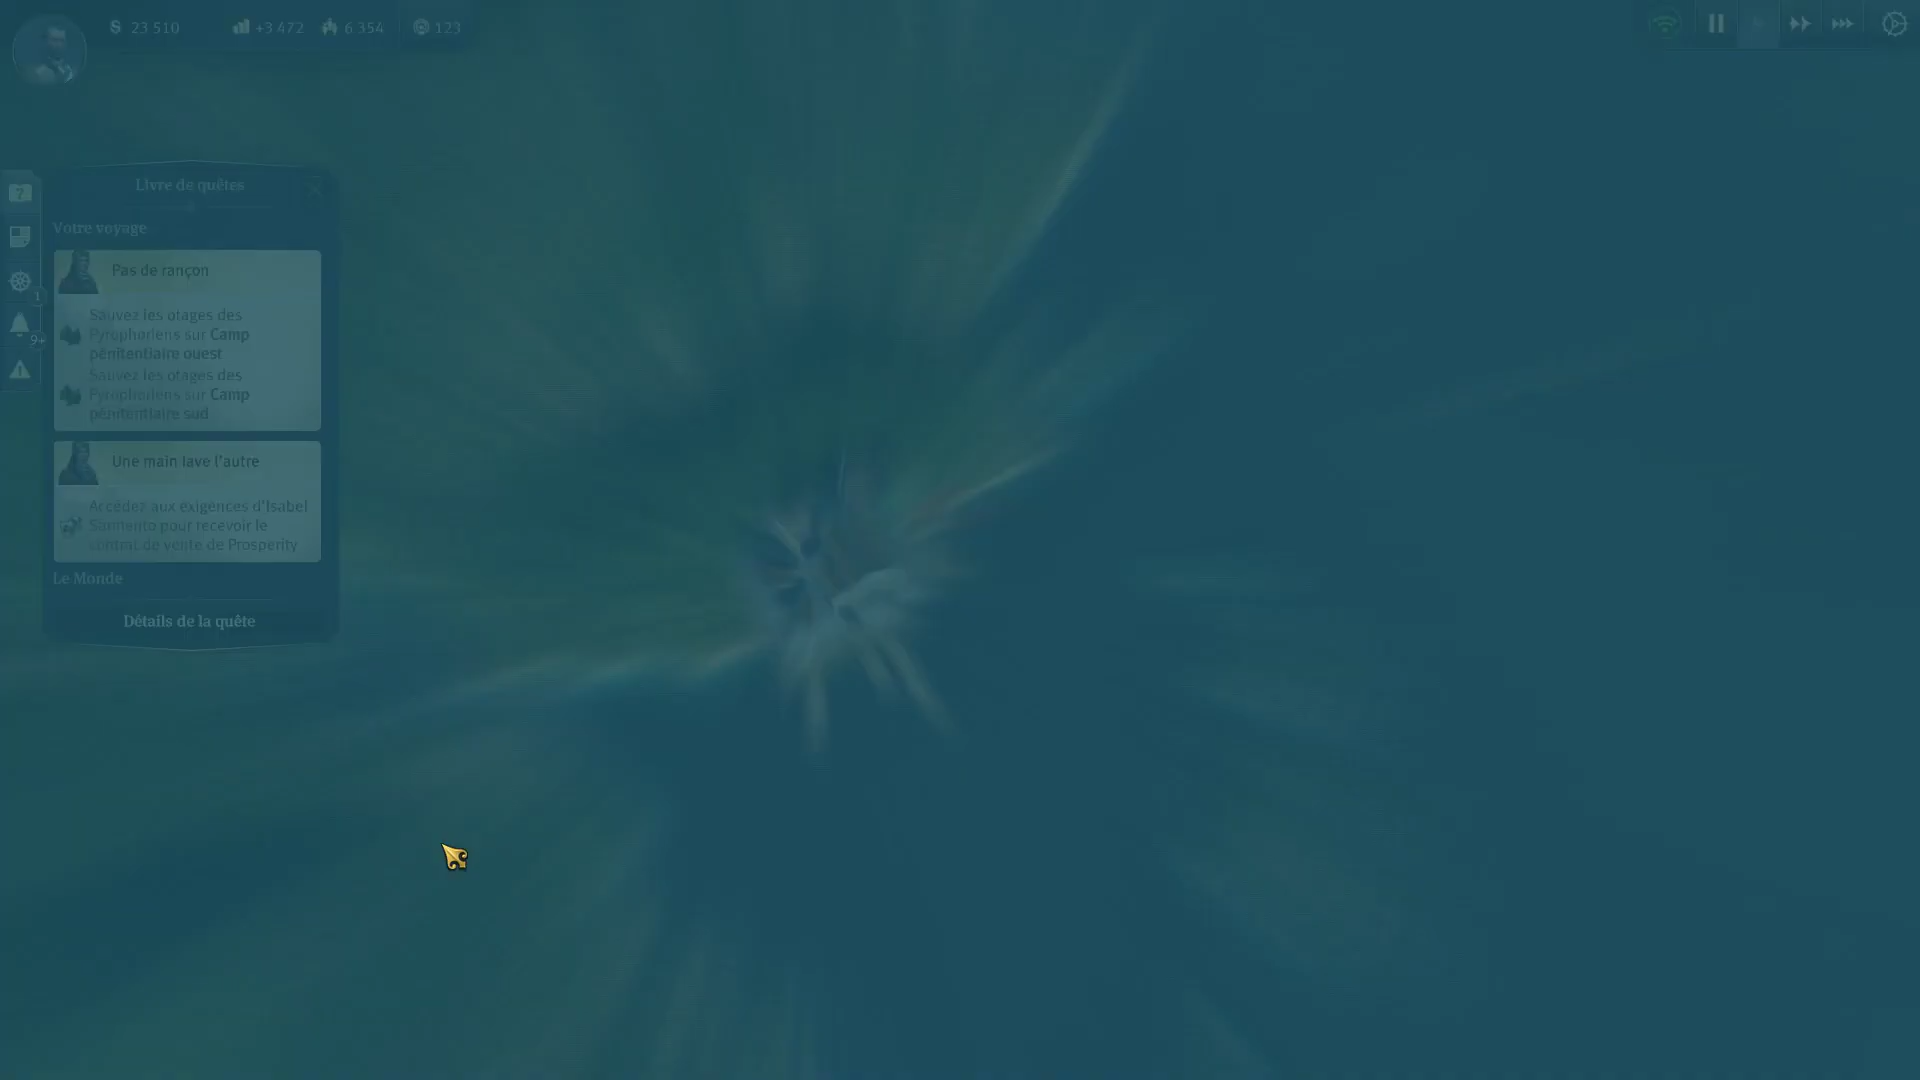 23 510
+3 472
6 354
123
Livre de quêtes
Votre voyage
Pas de rançon
Sauvez les otages des
Pyrophoriens sur Camp
pénitentiaire ouest
Sauvez les otages des
Pyrophoriens sur Camp
pénitentiaire sud
Une main lave l'autre
Accédez aux exigences d'Isabel
Sarmento pour recevoir le
contrat de vente de Prosperity
Le Monde
Détails de la quête
1
9+